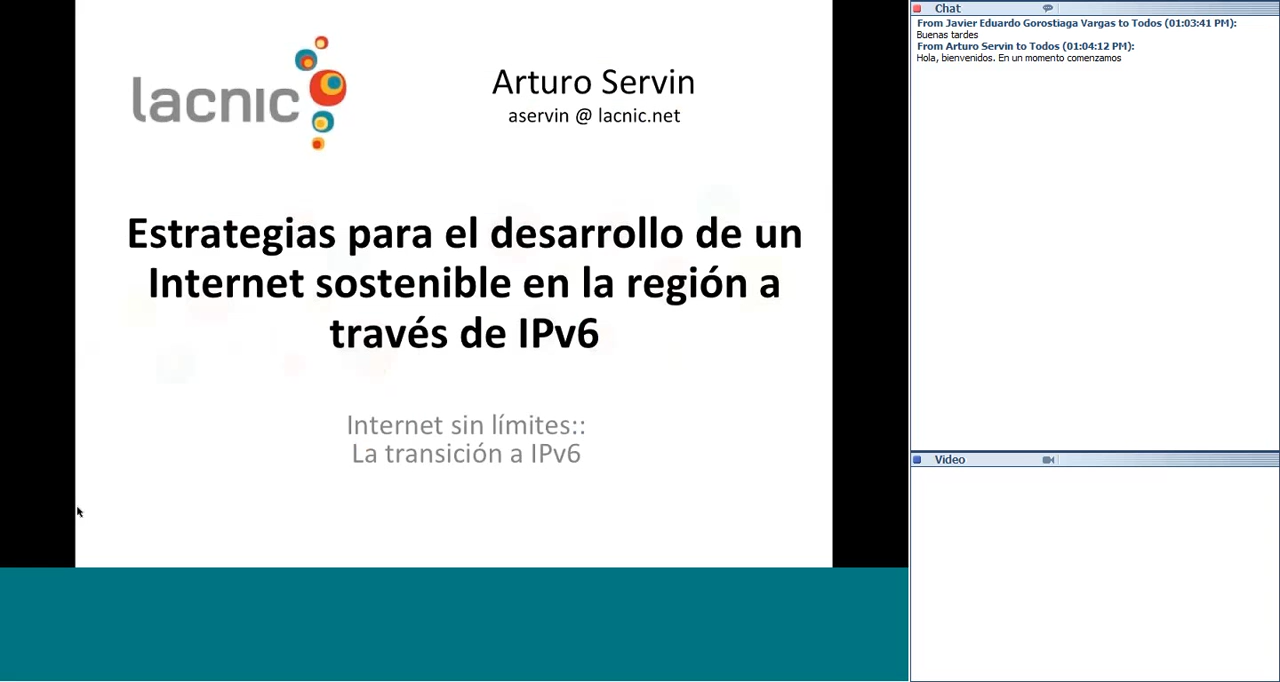 lacnic
Arturo Servin
aservin @ lacnic.net
Estrategias para el desarrollo de un
Internet sostenible en la región a
través de IPv6
Internet sin límites::
La transición a IPv6
Chat
From Javier Eduardo Gorostiaga Vargas to Todos (01:03:41 PM):
Buenas tardes
From Arturo Servin to Todos (01:04:12 PM):
Hola, bienvenidos. En un momento comenzamos
Video